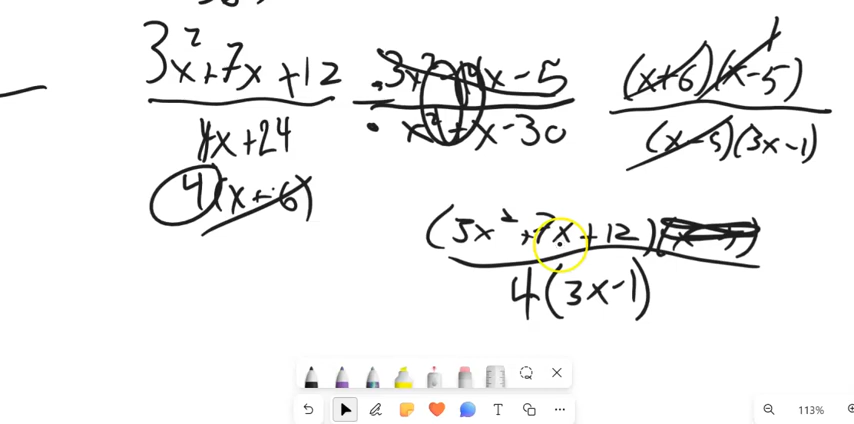 3x²+7x+12 / 4x+24
4(x+6)
÷ 3x² 14x-5 / x²+x-30
(x+6)(x-5) / (x-5)(3x-1)
1
(3x²+7x+12) / 4(3x-1)
T
113%